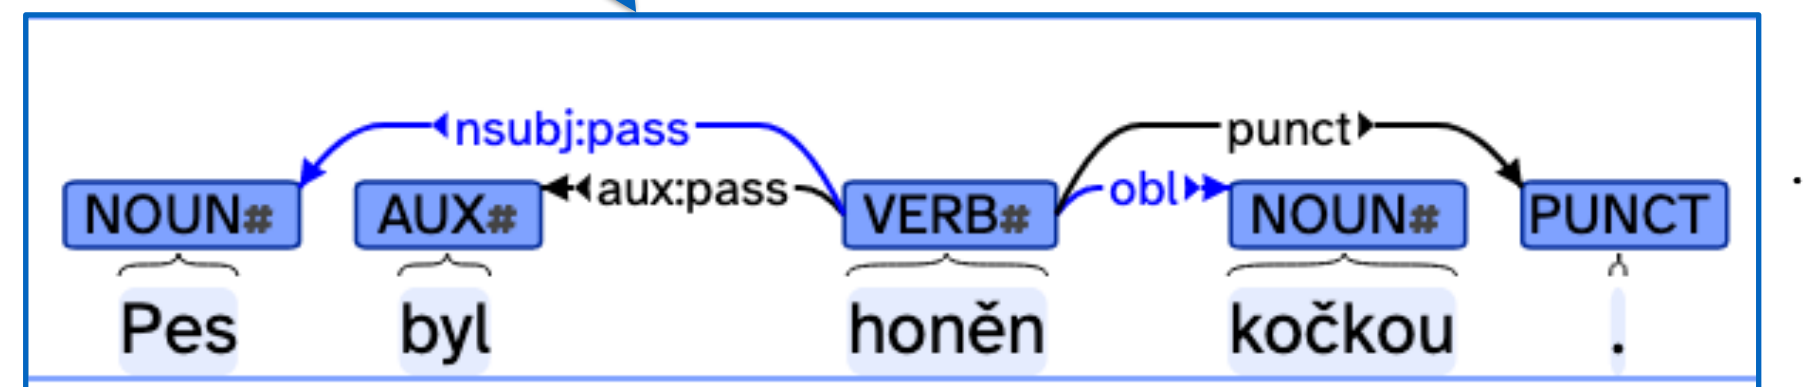 nsubj:pass punct
aux:pass obl
NOUN# AUX# VERB# NOUN# PUNCT .
Pes byl honěn kočkou .